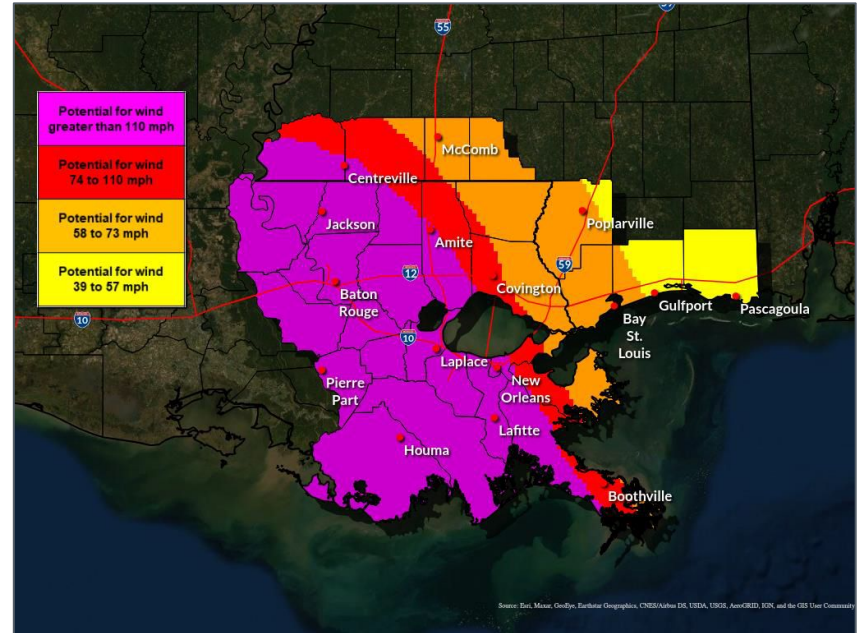 59
55
Potential for wind
greater than 110 mph
Potential for wind
74 to 110 mph
Potential for wind
58 to 73 mph
Potential for wind
39 to 57 mph
McComb
Centreville
Jackson
Poplarville
Amite
12
59
Baton
Rouge
Covington
Gulfport
Pascagoula
Bay
St.
Louis
10
10
Laplace
Pierre
Part
New
Orleans
Lafitte
Houma
Boothville
Source: Esri, Maxar, GeoEye, Earthstar Geographics, CNES/Airbus DS, USDA, USGS, AeroGRID, IGN, and the GIS User Community